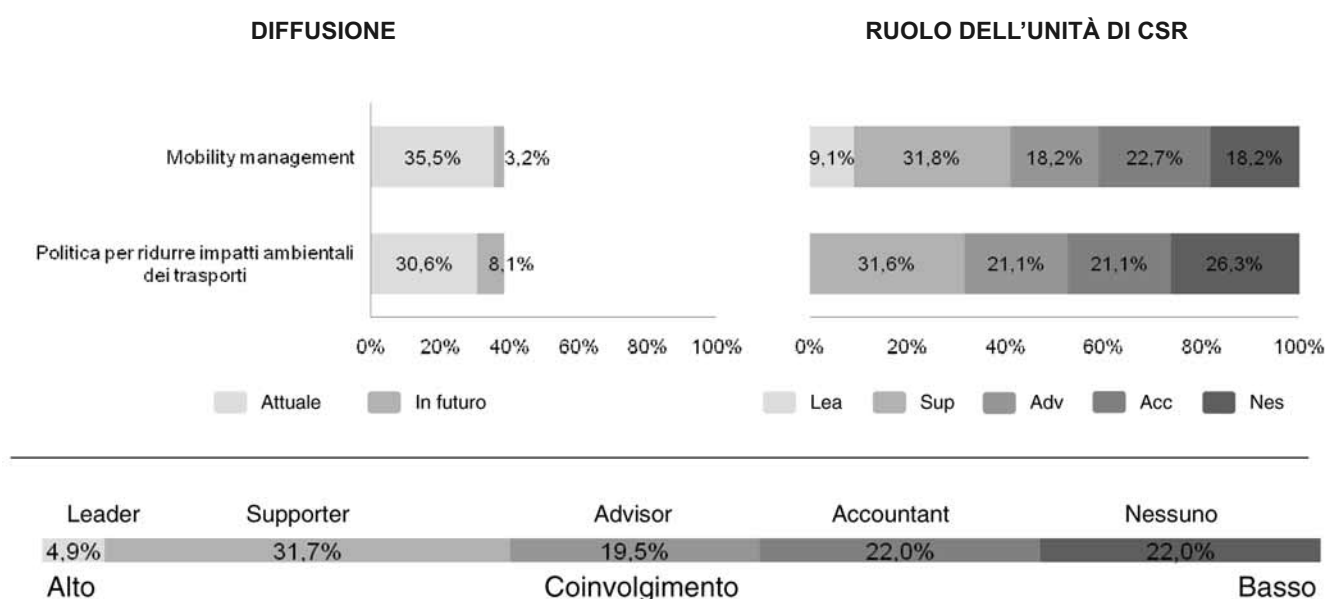 DIFFUSIONE
RUOLO DELL'UNITÀ DI CSR
Mobility management
35,5%
3,2%
9,1%
31,8%
18,2%
22,7%
18,2%
Politica per ridurre impatti ambientali
dei trasporti
30,6%
8,1%
31,6%
21,1%
21,1%
26,3%
0% 20% 40% 60% 80% 100%
0% 20% 40% 60% 80% 100%
Attuale In futuro
Lea Sup Adv Acc Nes
Leader Supporter Advisor Accountant Nessuno
4,9% 31,7% 19,5% 22,0% 22,0%
Alto Coinvolgimento Basso